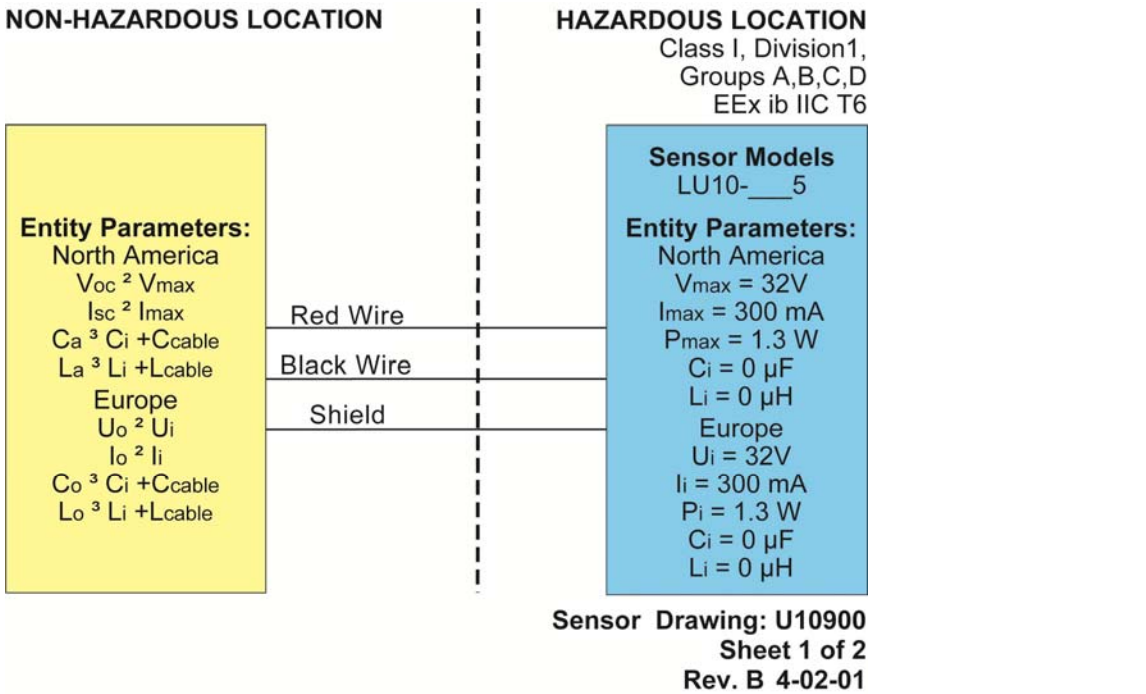 NON-HAZARDOUS LOCATION
HAZARDOUS LOCATION
Class I, Division1,
Groups A,B,C,D
EEx ib IIC T6
Entity Parameters:
North America
Voc ² Vmax
Isc ² Imax
Ca ³ Ci +Ccable
La ³ Li +Lcable
Europe
Uo ² Ui
Io ² Ii
Co ³ Ci +Ccable
Lo ³ Li +Lcable
Red Wire
Black Wire
Shield
Sensor Models
LU10-___5
Entity Parameters:
North America
Vmax = 32V
Imax = 300 mA
Pmax = 1.3 W
Ci = 0 µF
Li = 0 µH
Europe
Ui = 32V
Ii = 300 mA
Pi = 1.3 W
Ci = 0 µF
Li = 0 µH
Sensor Drawing: U10900
Sheet 1 of 2
Rev. B 4-02-01